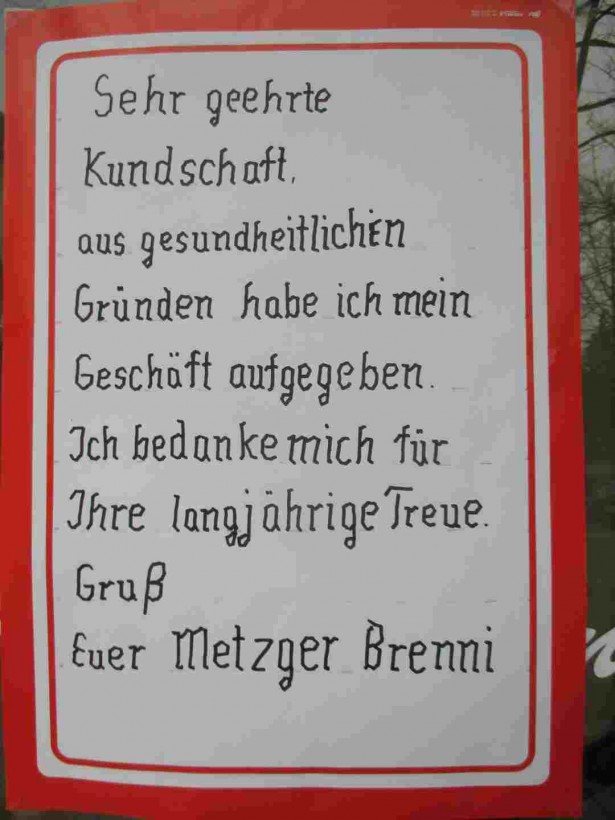 Sehr geehrte
Kundschaft,
aus gesundheitlichen
Gründen habe ich mein
Geschäft aufgegeben.
Ich bedanke mich für
Ihre langjährige Treue.
Gruß
Euer Metzger Brenni